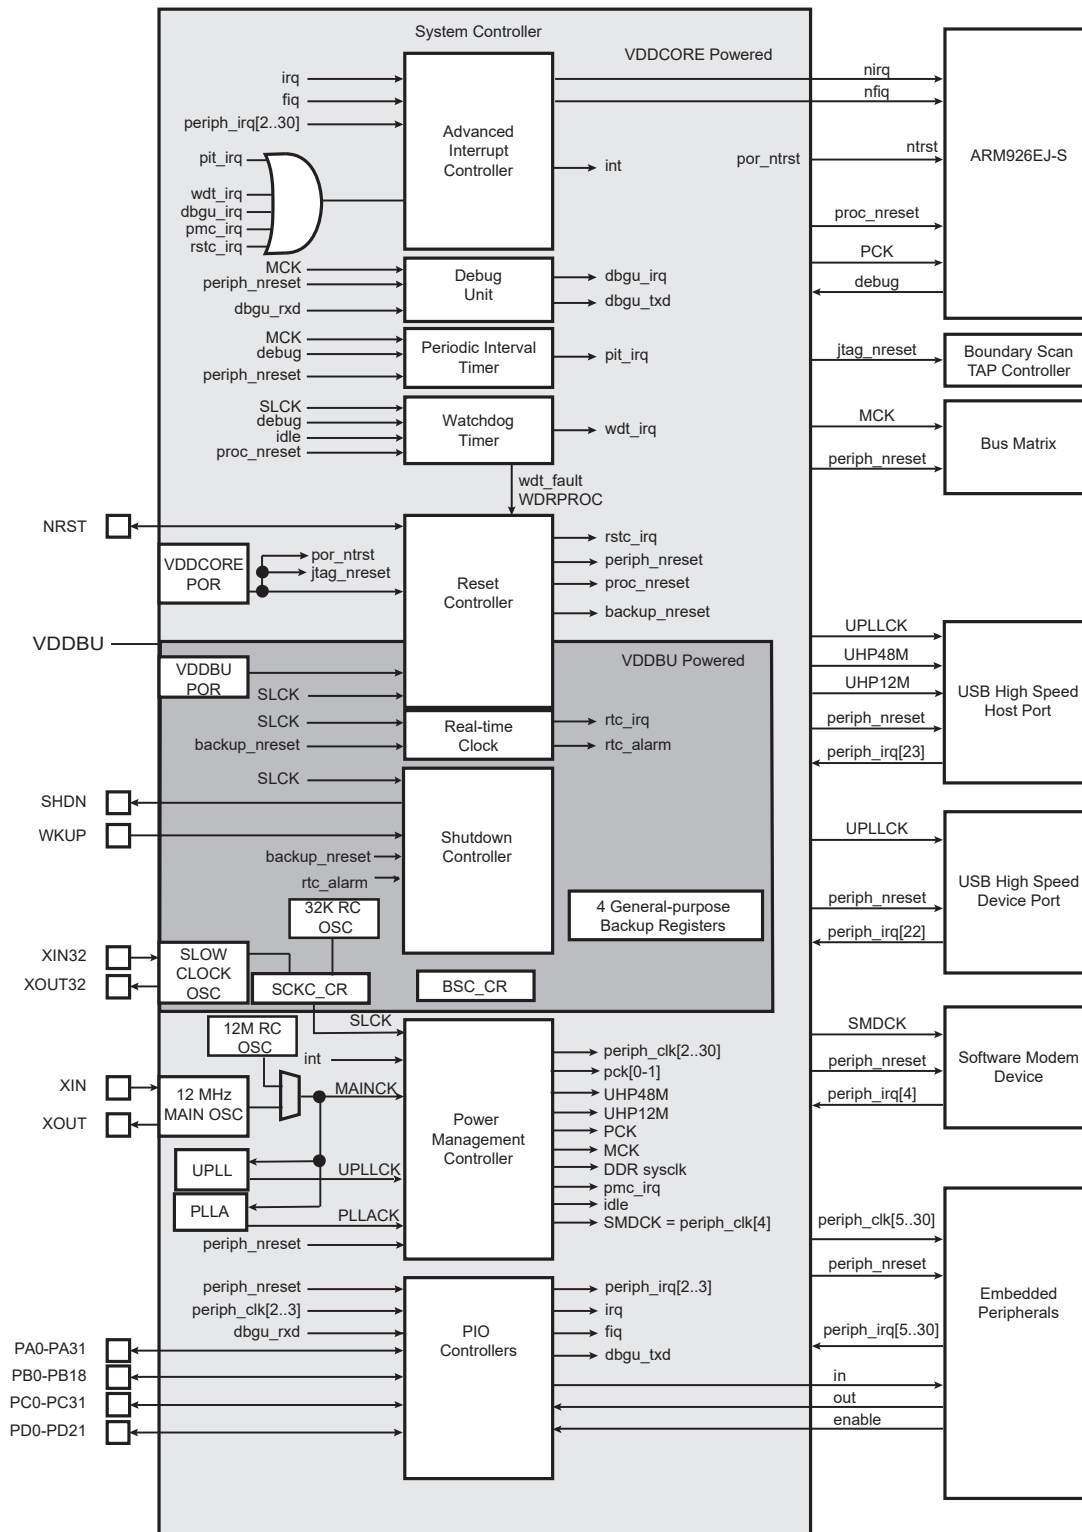 System Controller
VDDCORE Powered
irq
fiq
periph_irq[2..30]
pit_irq
wdt_irq
dbgu_irq
pmc_irq
rstc_irq
Advanced
Interrupt
Controller
int
por_ntrst
nirq
nfiq
ntrst
proc_nreset
PCK
debug
ARM926EJ-S
MCK
periph_nreset
dbgu_rxd
Debug
Unit
dbgu_irq
dbgu_txd
MCK
debug
periph_nreset
Periodic Interval
Timer
pit_irq
jtag_nreset
Boundary Scan
TAP Controller
SLCK
debug
idle
proc_nreset
Watchdog
Timer
wdt_irq
wdt_fault
WDRPROC
MCK
periph_nreset
Bus Matrix
NRST
VDDCORE
POR
por_ntrst
jtag_nreset
Reset
Controller
rstc_irq
periph_nreset
proc_nreset
backup_nreset
VDDBU
VDDBU
POR
SLCK
VDDBU Powered
UPLLCK
UHP48M
UHP12M
periph_nreset
periph_irq[23]
USB High Speed
Host Port
SLCK
backup_nreset
Real-time
Clock
rtc_irq
rtc_alarm
SLCK
SHDN
WKUP
backup_nreset
rtc_alarm
Shutdown
Controller
4 General-purpose
Backup Registers
UPLLCK
periph_nreset
periph_irq[22]
USB High Speed
Device Port
32K RC
OSC
XIN32
XOUT32
SLOW
CLOCK
OSC
SCKC_CR
BSC_CR
SLCK
12M RC
OSC
int
XIN
XOUT
12 MHz
MAIN OSC
MAINCK
UPLL
UPLLCK
PLLA
PLLACK
periph_nreset
Power
Management
Controller
periph_clk[2..30]
pck[0-1]
UHP48M
UHP12M
PCK
MCK
DDR sysclk
pmc_irq
idle
SMDCK = periph_clk[4]
SMDCK
periph_nreset
periph_irq[4]
Software Modem
Device
periph_nreset
periph_clk[2..3]
dbgu_rxd
PA0-PA31
PB0-PB18
PC0-PC31
PD0-PD21
PIO
Controllers
periph_irq[2..3]
irq
fiq
dbgu_txd
periph_clk[5..30]
periph_nreset
periph_irq[5..30]
in
out
enable
Embedded
Peripherals